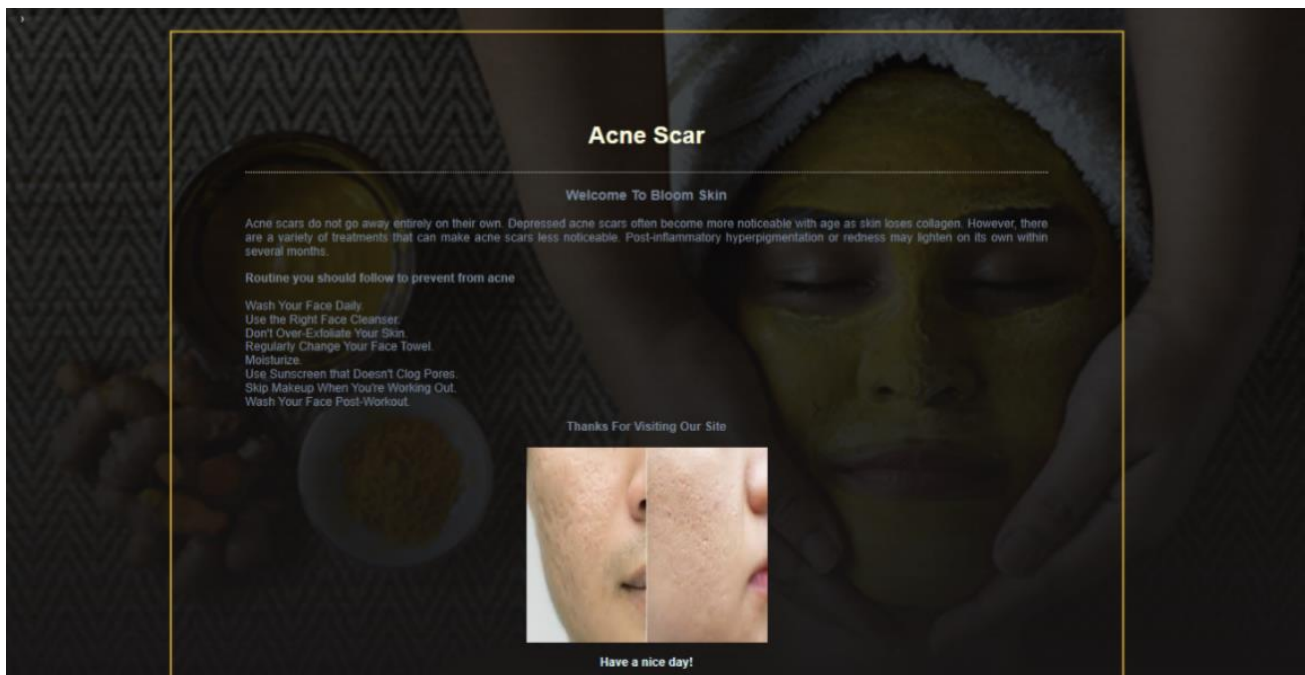 Acne Scar
Welcome To Bloom Skin
Acne scars do not go away entirely on their own. Depressed acne scars often become more noticeable with age as skin loses collagen. However, there
are a variety of treatments that can make acne scars less noticeable. Post-inflammatory hyperpigmentation or redness may lighten on its own within
several months.
Routine you should follow to prevent from acne
Wash Your Face Daily.
Use the Right Face Cleanser.
Don't Over-Exfoliate Your Skin.
Regularly Change Your Face Towel.
Moisturize.
Use Sunscreen that Doesn't Clog Pores.
Skip Makeup When You're Working Out.
Wash Your Face Post-Workout.
Thanks For Visiting Our Site
Have a nice day!